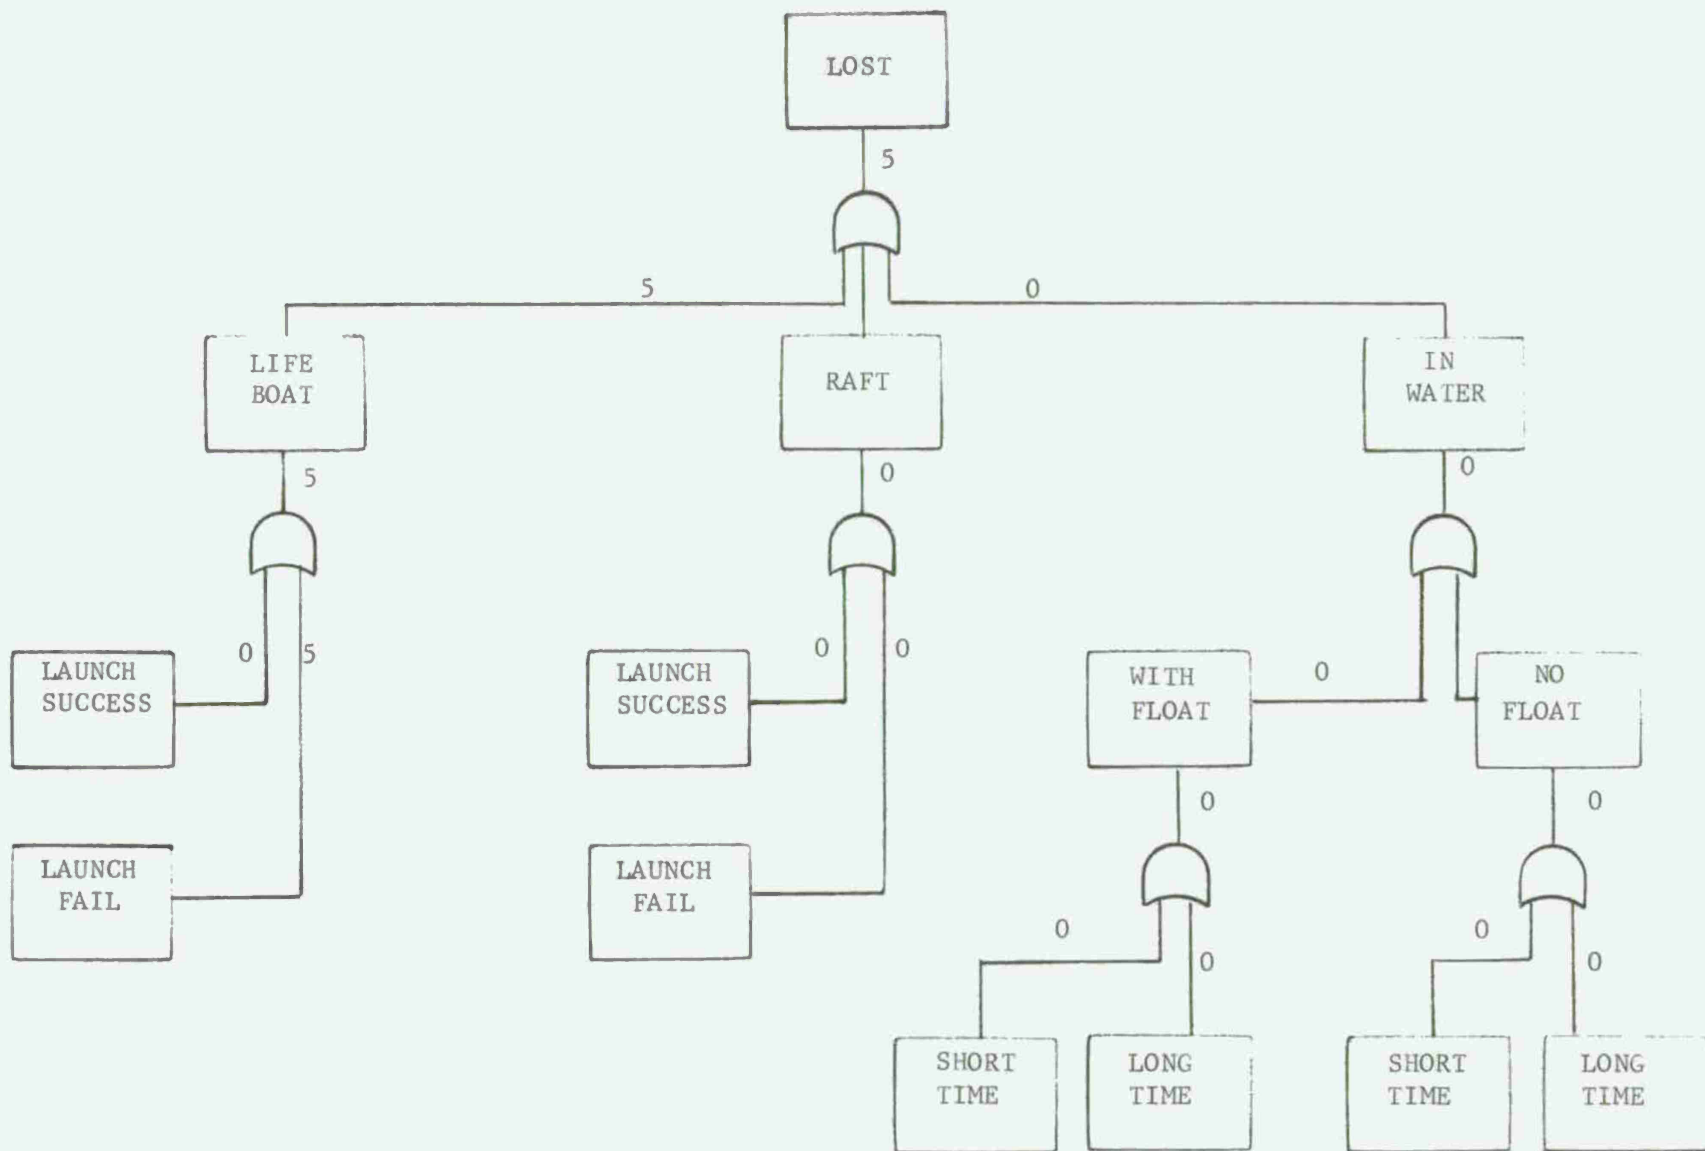 LOST
5
5
0
LIFE
BOAT
RAFT
IN
WATER
5
0
0
0
5
0
0
0
LAUNCH
SUCCESS
LAUNCH
SUCCESS
WITH
FLOAT
NO
FLOAT
0
0
LAUNCH
FAIL
LAUNCH
FAIL
0
0
0
0
SHORT
TIME
LONG
TIME
SHORT
TIME
LONG
TIME